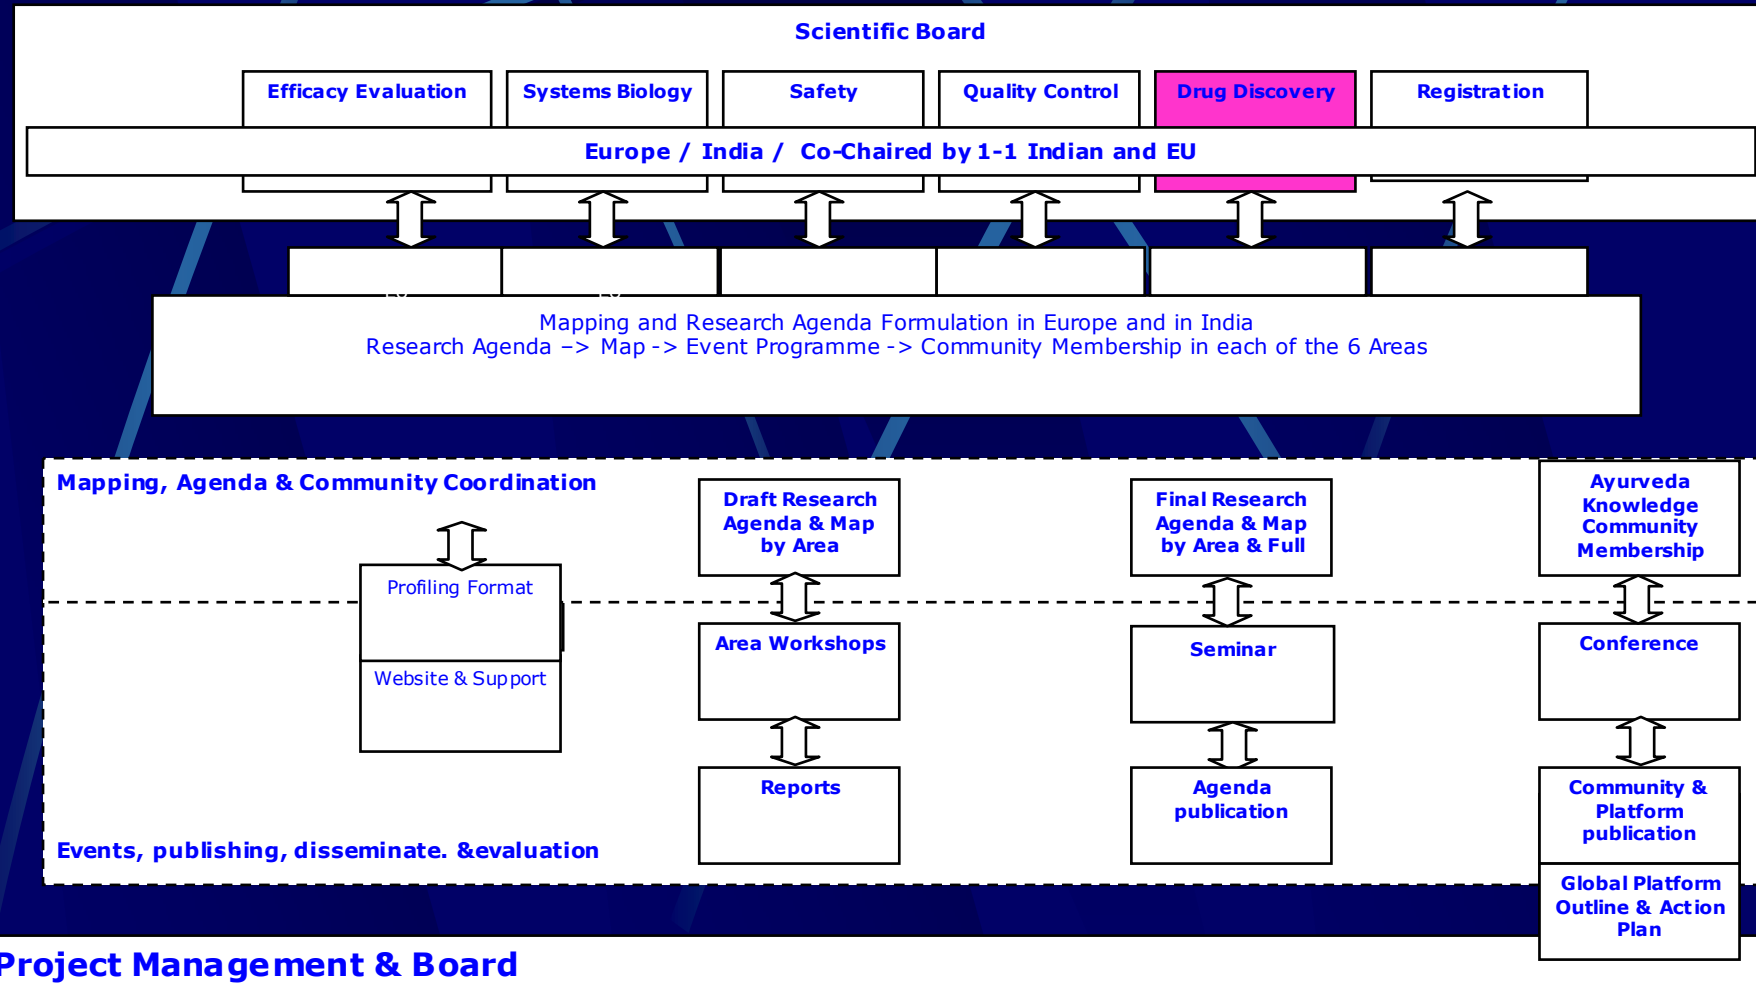 Scientific Board
Efficacy Evaluation
Systems Biology
Safety
Quality Control
Drug Discovery
Registration
Europe / India / Co-Chaired by 1-1 Indian and EU
Mapping and Research Agenda Formulation in Europe and in India
Research Agenda –> Map -> Event Programme -> Community Membership in each of the 6 Areas
Mapping, Agenda & Community Coordination
Profiling Format
Website & Support
Draft Research
Agenda & Map
by Area
Area Workshops
Reports
Final Research
Agenda & Map
by Area & Full
Seminar
Agenda
publication
Ayurveda
Knowledge
Community
Membership
Conference
Community &
Platform
publication
Global Platform
Outline & Action
Plan
Events, publishing, disseminate. &evaluation
Project Management & Board